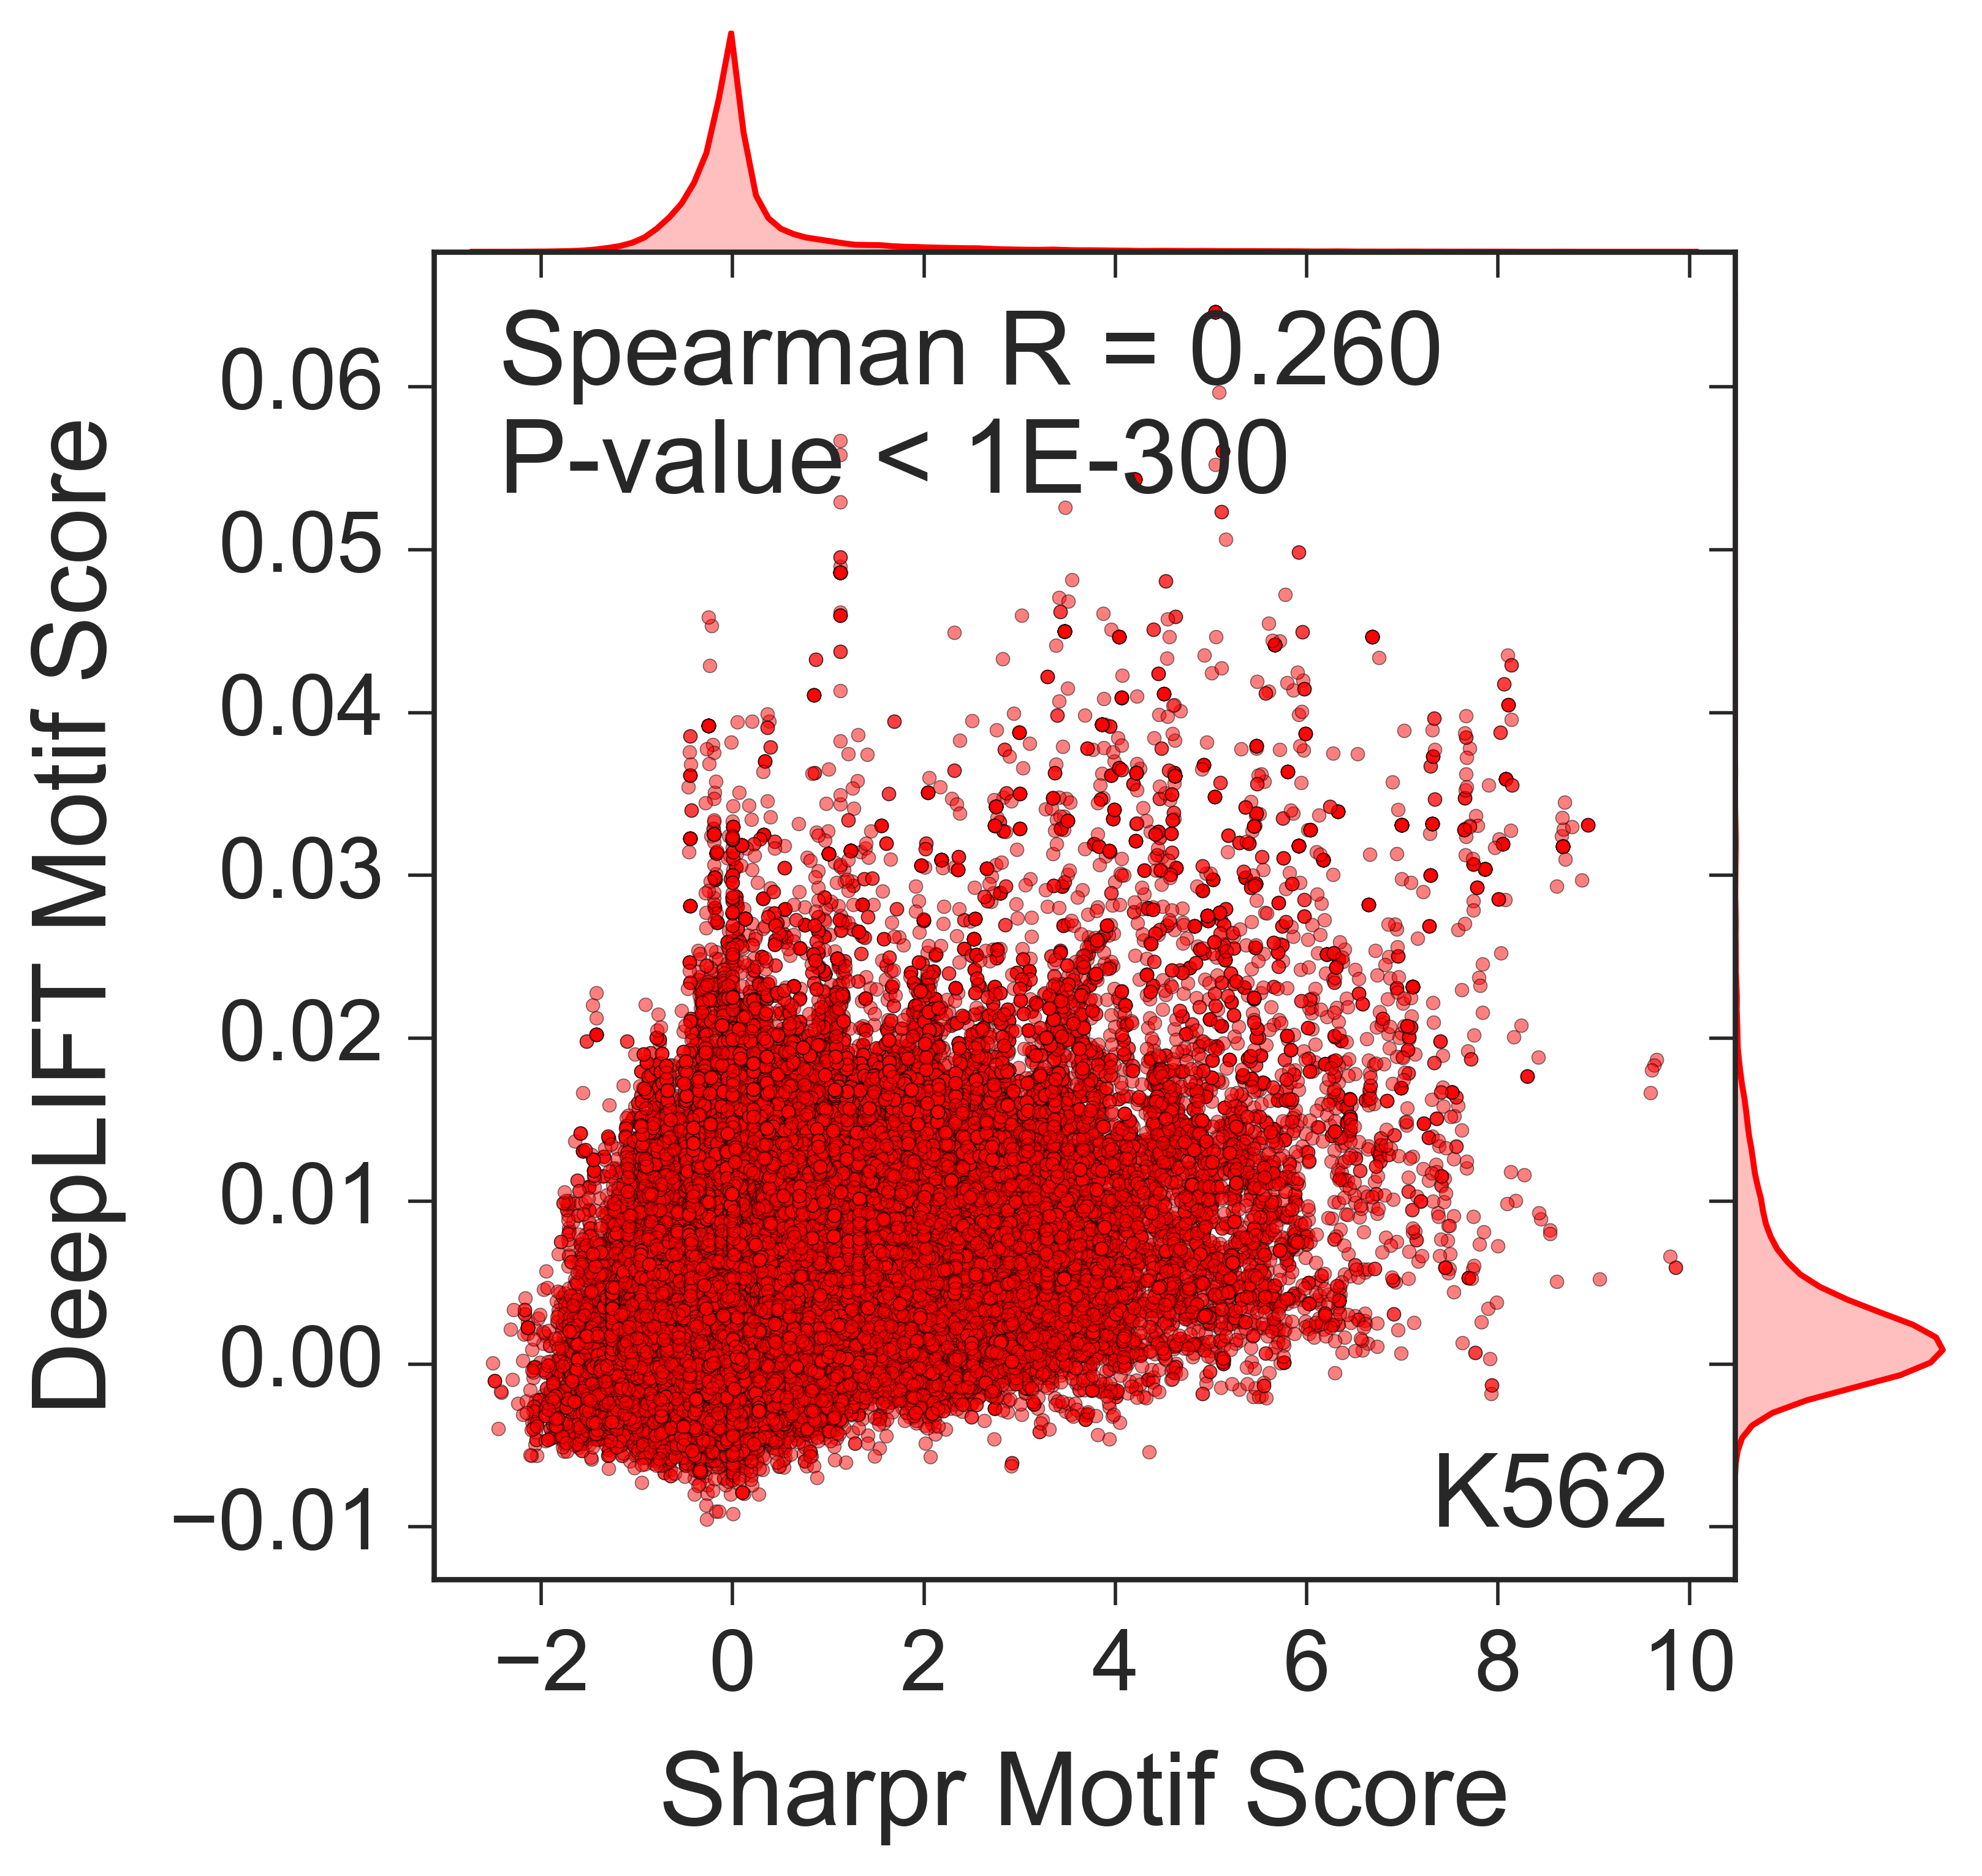 Spearman R = 0.260
P-value < 1E-300
0.06
0.05
0.04
0.03
0.02
0.01
0.00
−0.01
DeepLIFT Motif Score
K562
−2 0 2 4 6 8 10
Sharpr Motif Score